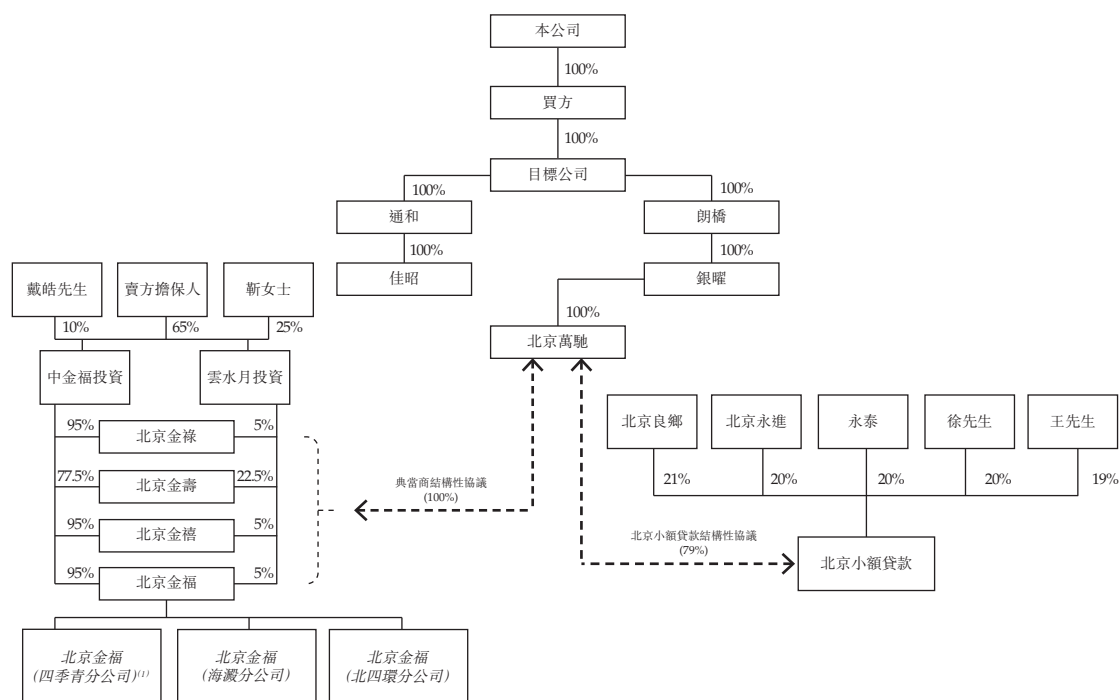 本公司
100%
買方
100%
目標公司
100%
100%
通和
朗橋
100%
100%
佳昭
銀曜
戴皓先生
賣方擔保人
靳女士
100%
10%
65%
25%
北京萬馳
中金福投資
雲水月投資
95%
北京金祿
5%
77.5%
北京金壽
22.5%
95%
北京金禧
5%
95%
北京金福
5%
典當商結構性協議
(100%)
北京良鄉
北京永進
永泰
徐先生
王先生
21%
20%
20%
20%
19%
北京小額貸款結構性協議
(79%)
北京小額貸款
北京金福
(四季青分公司)(1)
北京金福
(海澱分公司)
北京金福
(北四環分公司)